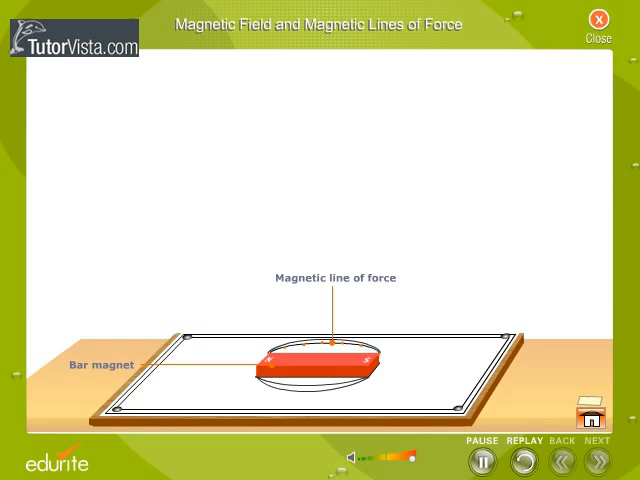 Magnetic Field and Magnetic Lines of Force
TutorVista.com
X
Close
Magnetic line of force
N
S
Bar magnet
PAUSE REPLAY BACK NEXT
edurite